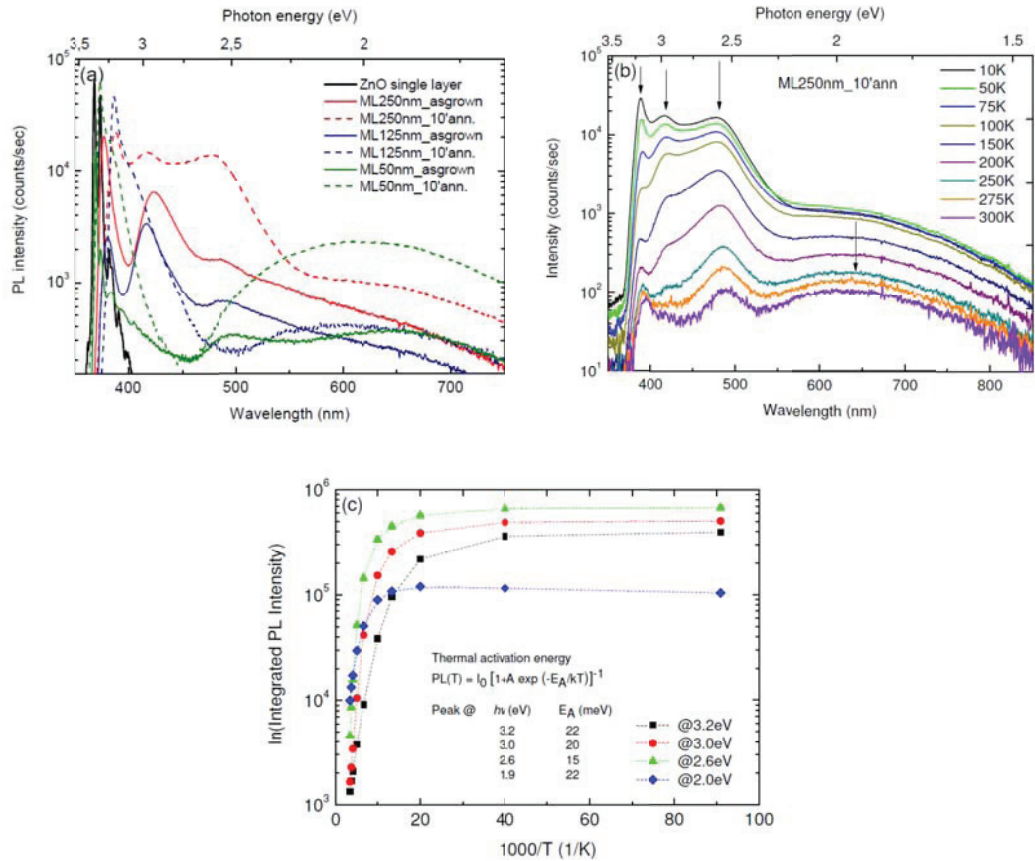 Photon energy (eV)
3.5 3 2.5 2
(a)
10^5
10^4
10^3
PL intensity (counts/sec)
ZnO single layer
ML250nm_asgrown
ML250nm_10'ann.
ML125nm_asgrown
ML125nm_10'ann.
ML50nm_asgrown
ML50nm_10'ann.
400 500 600 700
Wavelength (nm)
Photon energy (eV)
3.5 3 2.5 2 1.5
(b)
ML250nm_10'ann
10^5
10^4
10^3
10^2
10^1
Intensity (counts/sec)
10K
50K
75K
100K
150K
200K
250K
275K
300K
400 500 600 700 800
Wavelength (nm)
(c)
10^6
10^5
10^4
10^3
ln(Integrated PL Intensity)
Thermal activation energy
PL(T) = I_0 [1+A exp (-E_A/kT)]^-1
Peak @ hν (eV) E_A (meV)
3.2 22
3.0 20
2.6 15
1.9 22
@3.2eV
@3.0eV
@2.6eV
@2.0eV
0 20 40 60 80 100
1000/T (1/K)